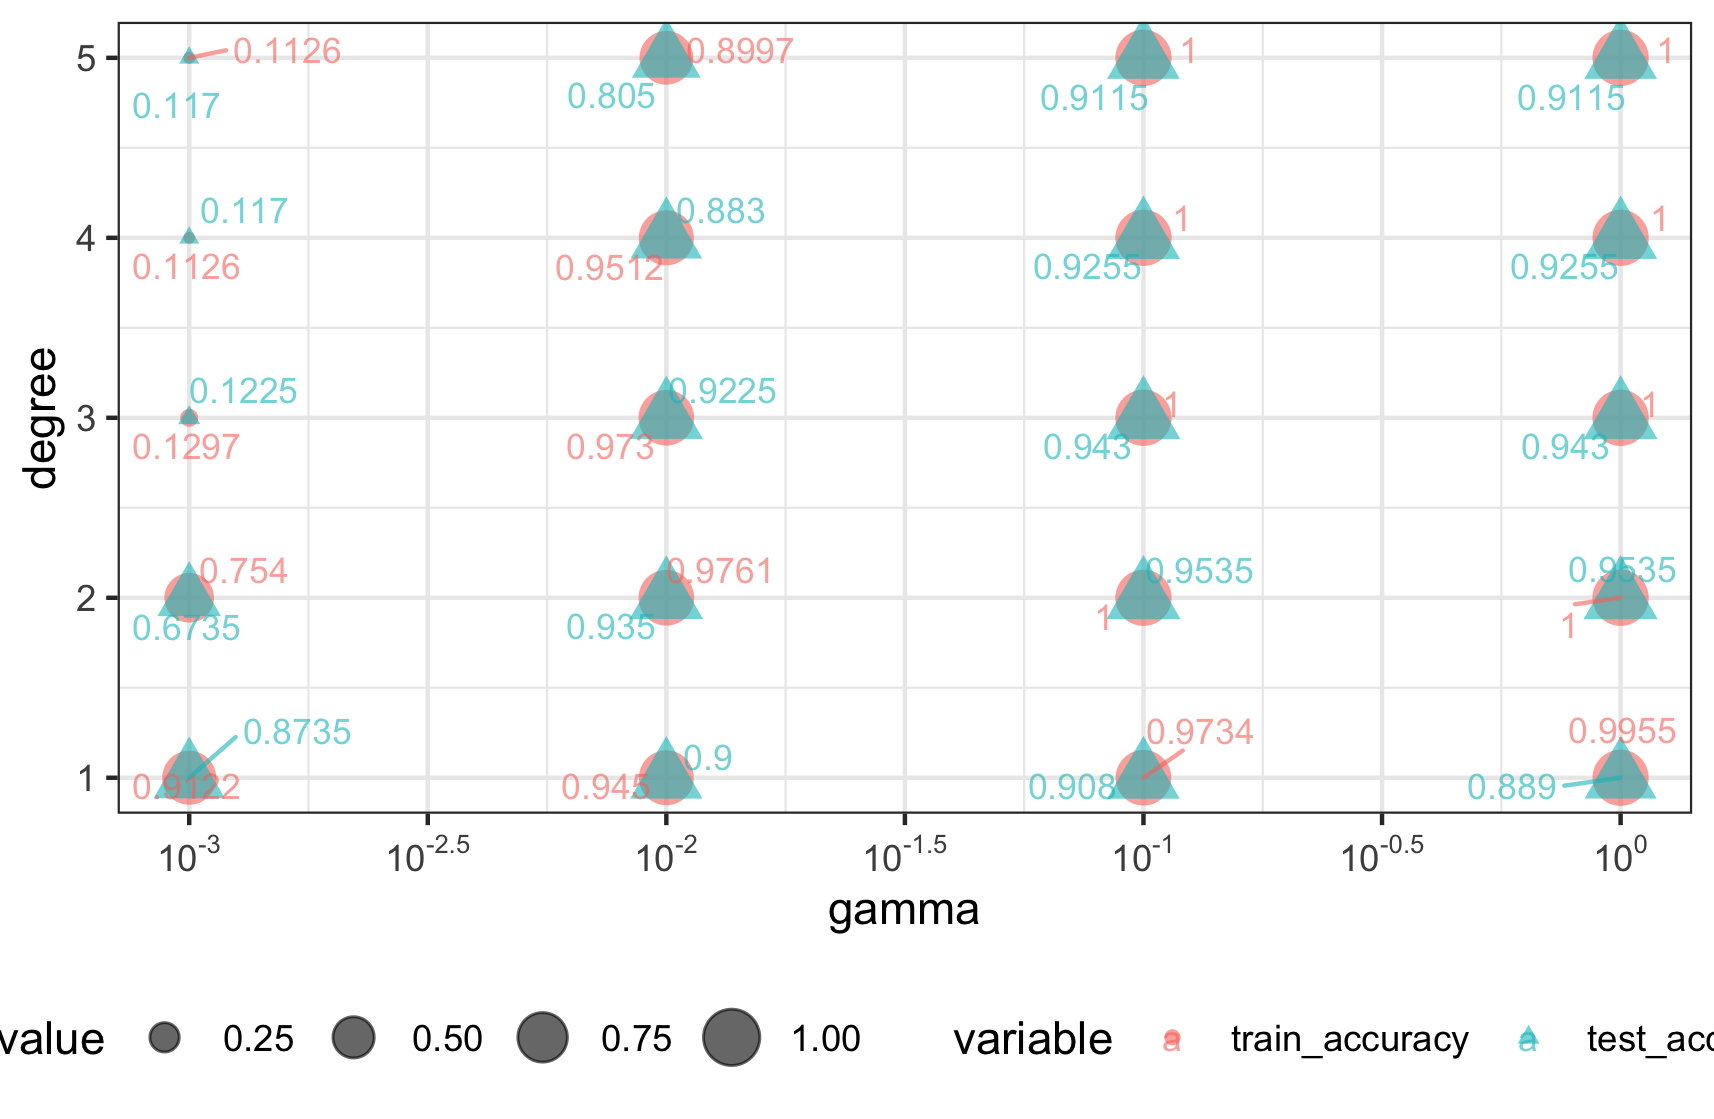 5 0.1126 0.8997 1 1
0.117 0.805 0.9115 0.9115
0.117 0.883 1 1
4
0.1126 0.9512 0.9255 0.9255
0.1225 0.9225 1 1
3
0.1297 0.973 0.943 0.943
degree
0.754 0.9761 0.9535 0.9535
2
0.6735 0.935 1 1
0.8735 0.9 0.9734 0.9955
1 0.9122 0.945 0.908 0.889
10-3 10-2.5 10-2 10-1.5 10-1 10-0.5 100
gamma
value 0.25 0.50 0.75 1.00 variable a train_accuracy a test_acc